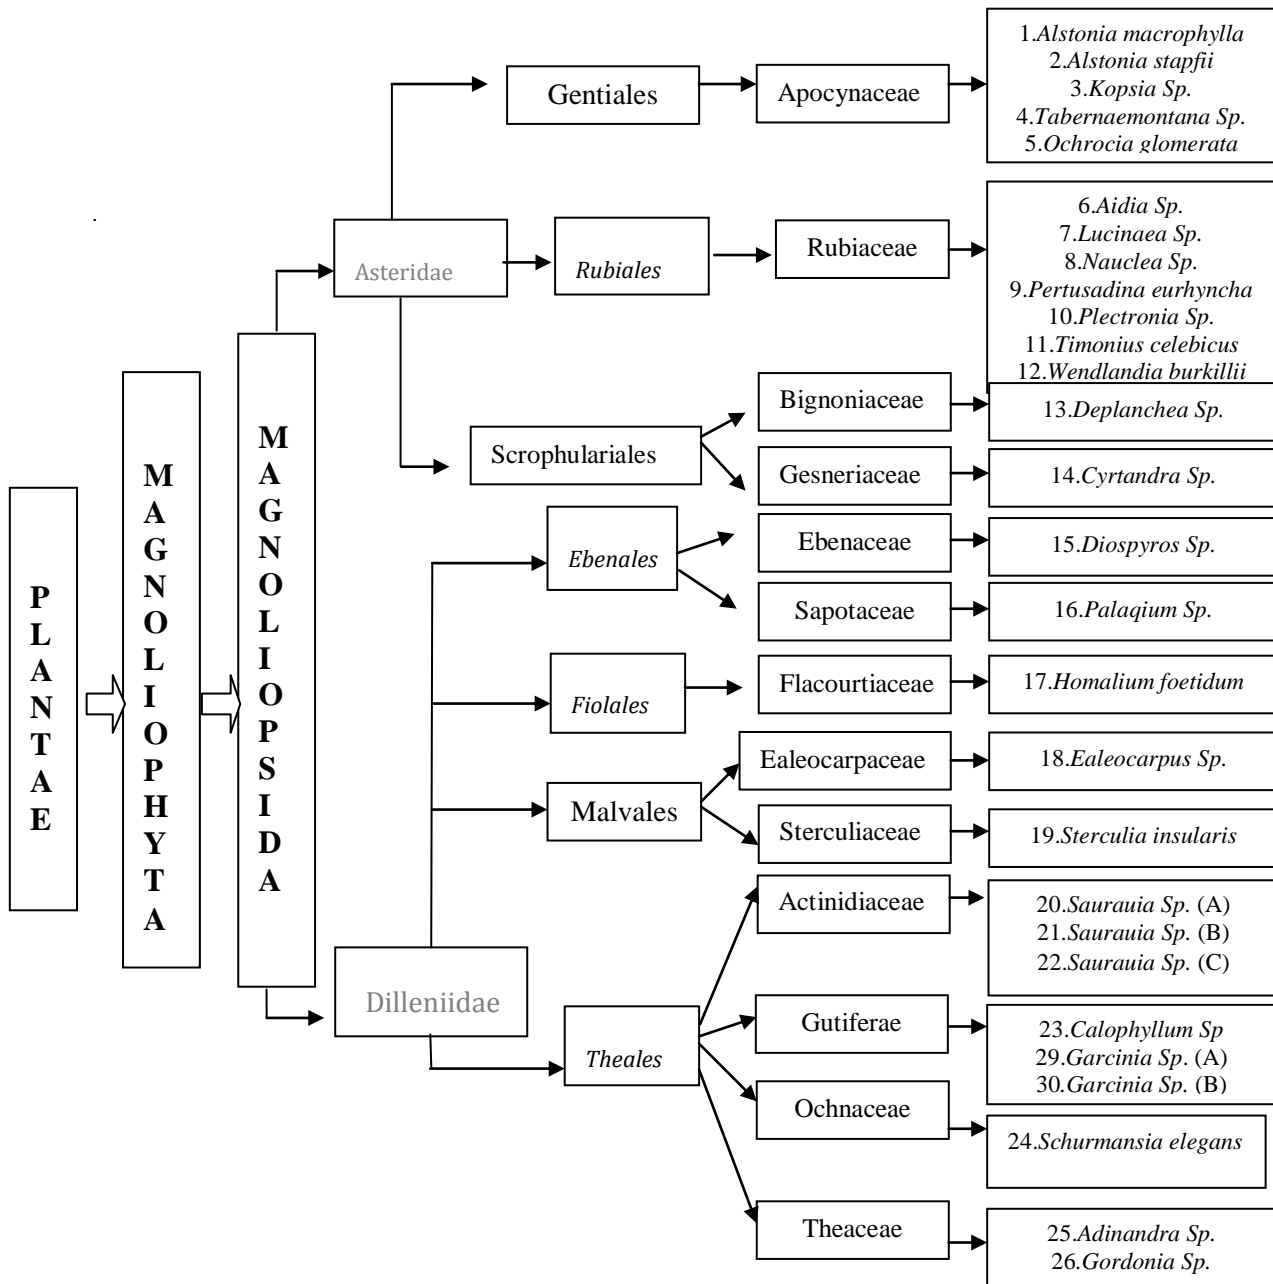 PLANTAE
MAGNOLIOPHYTA
MAGNOLIOPSIDA
Asteridae
Gentiales
Apocynaceae
1.Alstonia macrophylla
2.Alstonia stapfii
3.Kopsia Sp.
4.Tabernaemontana Sp.
5.Ochrocia glomerata
Rubiales
Rubiaceae
6.Aidia Sp.
7.Lucinaea Sp.
8.Nauclea Sp.
9.Pertusadina eurhyncha
10.Plectronia Sp.
11.Timonius celebicus
12.Wendlandia burkillii
Scrophulariales
Bignoniaceae
13.Deplanchea Sp.
Gesneriaceae
14.Cyrtandra Sp.
Dilleniidae
Ebenales
Ebenaceae
15.Diospyros Sp.
Sapotaceae
16.Palaqium Sp.
Fiolales
Flacourtiaceae
17.Homalium foetidum
Malvales
Ealeocarpaceae
18.Ealeocarpus Sp.
Sterculiaceae
19.Sterculia insularis
Theales
Actinidiaceae
20.Saurauia Sp. (A)
21.Saurauia Sp. (B)
22.Saurauia Sp. (C)
Gutiferae
23.Calophyllum Sp
29.Garcinia Sp. (A)
30.Garcinia Sp. (B)
Ochnaceae
24.Schurmansia elegans
Theaceae
25.Adinandra Sp.
26.Gordonia Sp.